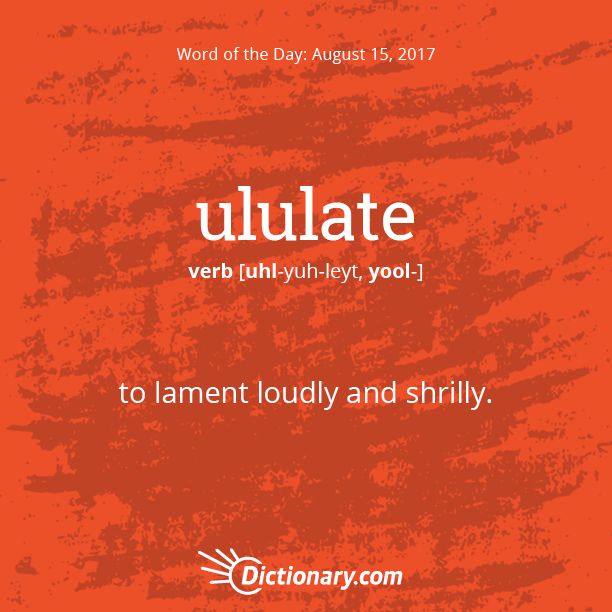 Word of the Day: August 15, 2017
ululate
verb [uhl-yuh-leyt, yool-]
to lament loudly and shrilly.
Dictionary.com